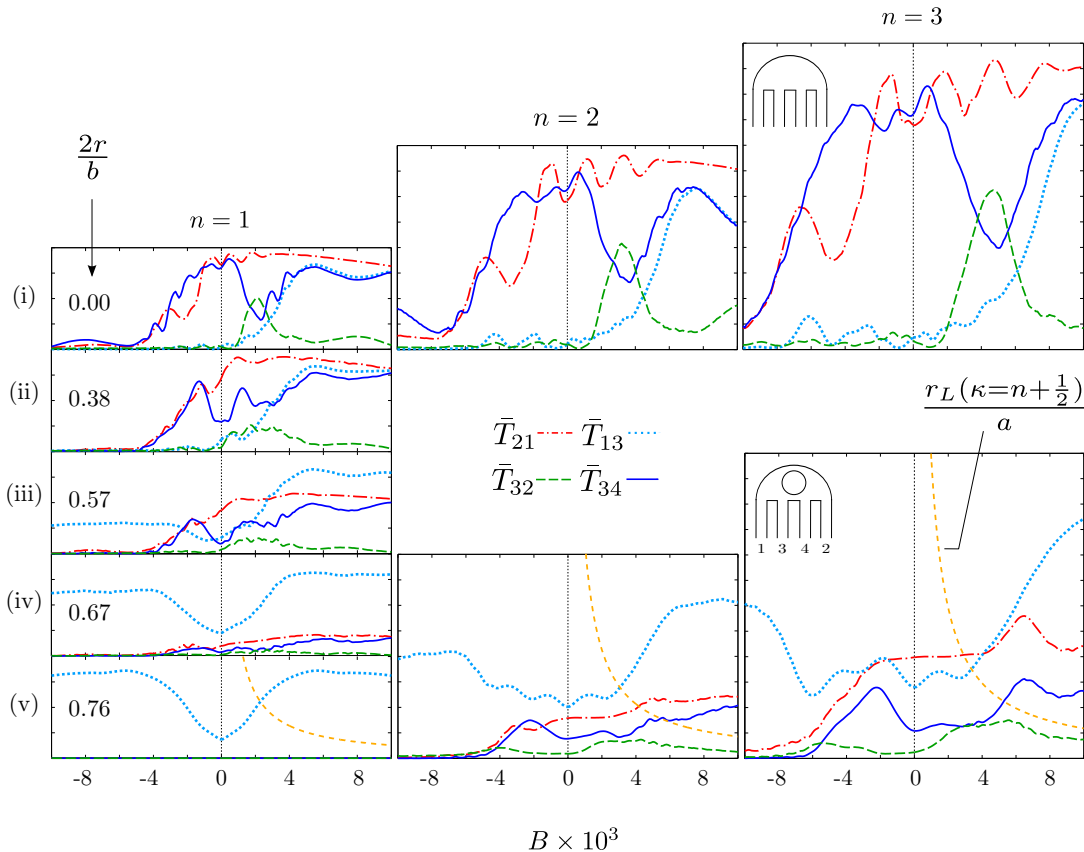 n = 3
n = 2
2r/b
n = 1
(i) 0.00
(ii) 0.38
r_L(κ=n+1/2)/a
T̄21 T̄13
T̄32 T̄34
(iii) 0.57
1 3 4 2
(iv) 0.67
(v) 0.76
-8 -4 0 4 8 -8 -4 0 4 8 -8 -4 0 4 8
B × 10³